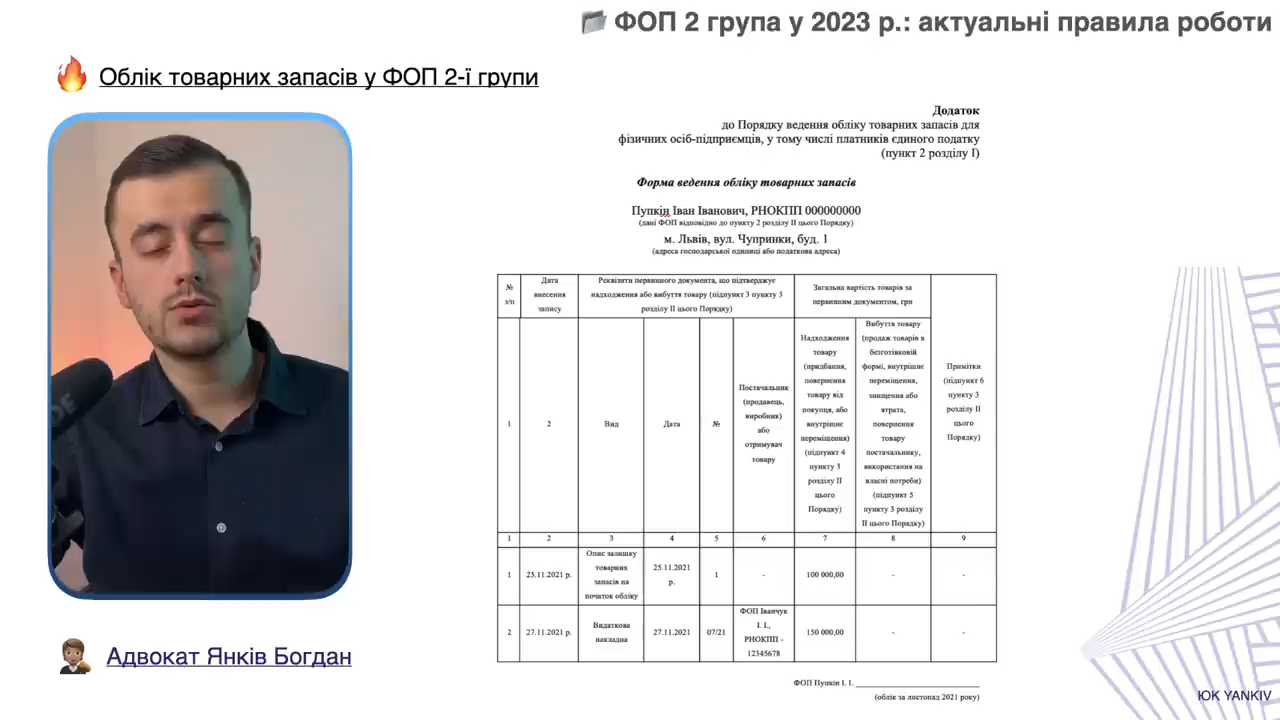 ФОП 2 група у 2023 р.: актуальні правила роботи
Облік товарних запасів у ФОП 2-ї групи
Додаток
до Порядку ведення обліку товарних запасів для
фізичних осіб-підприємців, у тому числі платників єдиного податку
(пункт 2 розділу І)
Форма ведення обліку товарних запасів
Пупкін Іван Іванович, РНОКПП 000000000
(дані ФОП відповідно до пункту 2 розділу ІІ цього Порядку)
м. Львів, вул. Чупринки, буд. 1
(адреса господарської одиниці або податкова адреса)
№
з/п
Дата
внесення
запису
Реквізити первинного документа, що підтверджує
надходження або вибуття товару (підпункт 3 пункту 3
розділу ІІ цього Порядку)
Загальна вартість товарів за
первинним документом, грн
1
2
Вид
Дата
№
Постачальник
(продавець,
виробник)
або
отримувач
товару
Надходження
товару
(придбання,
повернення
товару від
покупця, або
внутрішнє
переміщення)
(підпункт 4
пункту 3
розділу ІІ
цього
Порядку)
Вибуття товару
(продаж товарів в
безготівковій
формі, внутрішнє
переміщення,
знищення або
втрата,
повернення
товару
постачальнику,
використання на
власні потреби)
(підпункт 5
пункту 3 розділу
ІІ цього Порядку)
Примітки
(підпункт 6
пункту 3
розділу ІІ
цього
Порядку)
1 2 3 4 5 6 7 8 9
1
25.11.2021 р.
Опис залишку
товарних
запасів на
початок обліку
25.11.2021
р.
1
-
100 000,00
-
-
2
27.11.2021 р.
Видаткова
накладна
27.11.2021
07/21
ФОП Іванчук
І. І.,
РНОКПП -
12345678
150 000,00
-
-
ФОП Пупкін І. І. ____________________
(облік за листопад 2021 року)
Адвокат Янків Богдан
ЮК YANKIV